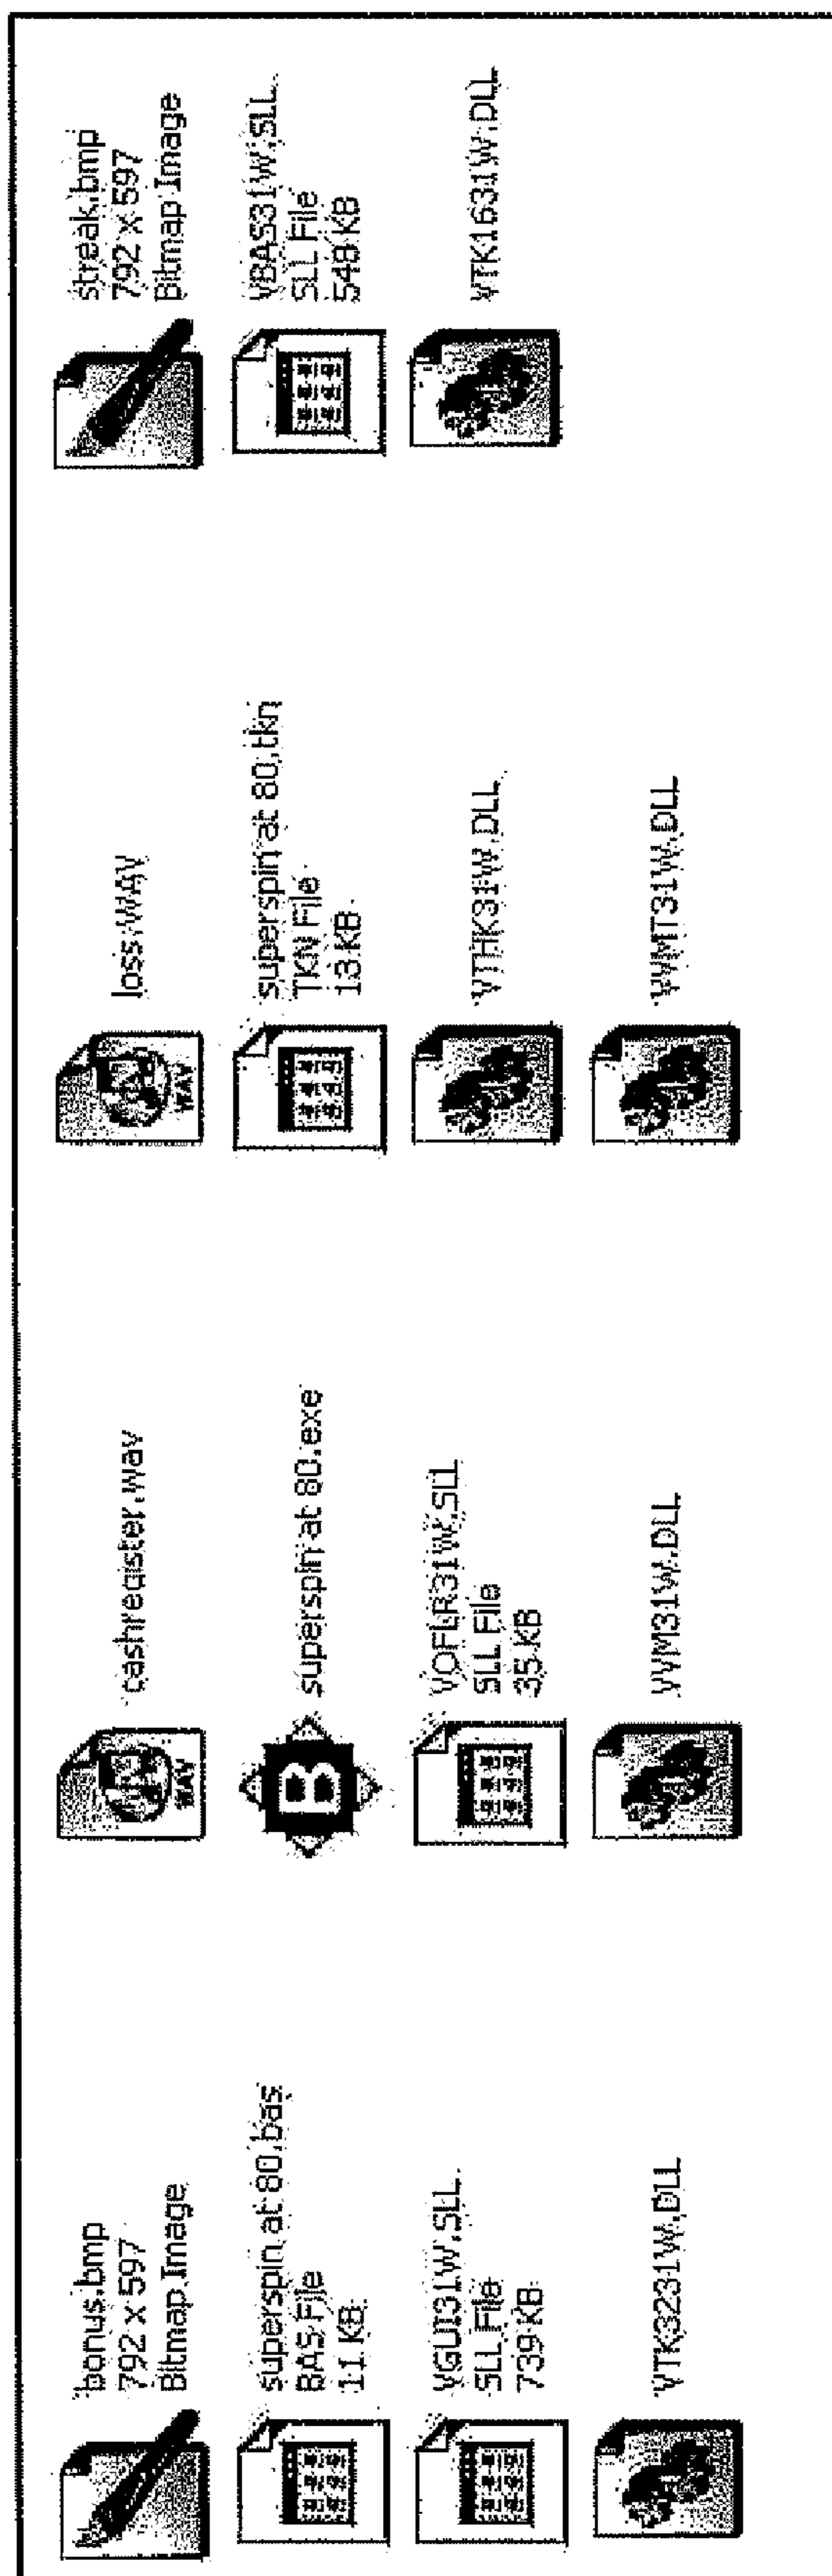 bonus.bmp
792 x 597
Bitmap Image
cashregister.wav
loss.WAV
streak.bmp
792 x 597
Bitmap Image
superspin at 80.bas
BAS File
11 KB
superspin at 80.exe
superspin at 80.tkn
TKN File
13 KB
VBAS31W.SLL
SLL File
548 KB
VGUI31W.SLL
SLL File
739 KB
VOFLR31W.SLL
SLL File
35 KB
VTHK31W.DLL
VTK1631W.DLL
VTK3231W.DLL
VVM31W.DLL
VVMT31W.DLL